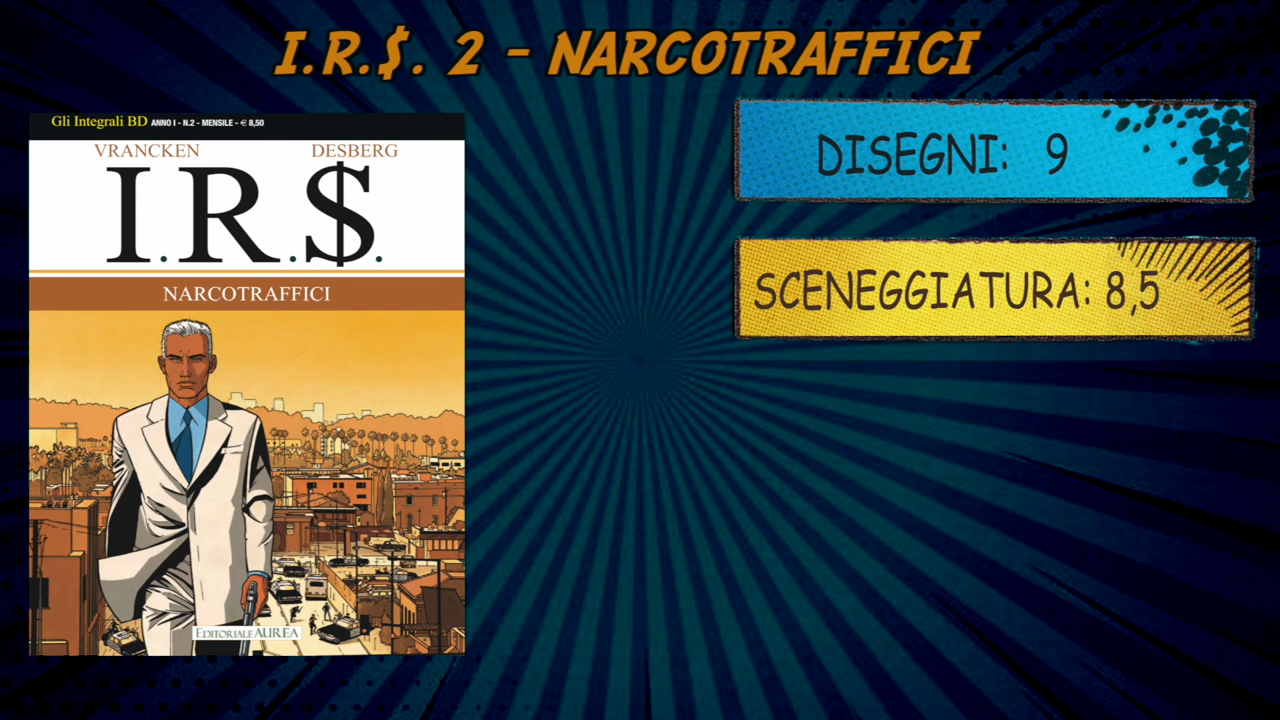 I.R.$. 2 - NARCOTRAFFICI
Gli Integrali BD ANNO I - N.2 - MENSILE - € 8,50
VRANCKEN DESBERG
I.R.$.
NARCOTRAFFICI
EDITORIALE AUREA
DISEGNI: 9
SCENEGGIATURA: 8,5